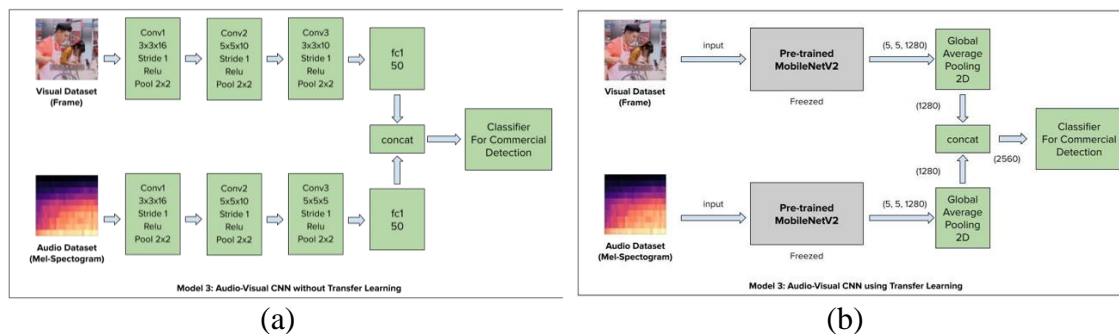 Visual Dataset
(Frame)
Conv1
3x3x16
Stride 1
Relu
Pool 2x2
Conv2
5x5x10
Stride 1
Relu
Pool 2x2
Conv3
3x3x10
Stride 1
Relu
Pool 2x2
fc1
50
concat
Classifier
For Commercial
Detection
Audio Dataset
(Mel-Spectogram)
Conv1
3x3x16
Stride 1
Relu
Pool 2x2
Conv2
5x5x10
Stride 1
Relu
Pool 2x2
Conv3
5x5x5
Stride 1
Relu
Pool 2x2
fc1
50
Model 3: Audio-Visual CNN without Transfer Learning
(a)
Visual Dataset
(Frame)
input
Pre-trained
MobileNetV2
Freezed
(5, 5, 1280)
Global
Average
Pooling
2D
(1280)
concat
(2560)
Classifier
For Commercial
Detection
(1280)
Audio Dataset
(Mel-Spectogram)
input
Pre-trained
MobileNetV2
Freezed
(5, 5, 1280)
Global
Average
Pooling
2D
Model 3: Audio-Visual CNN using Transfer Learning
(b)